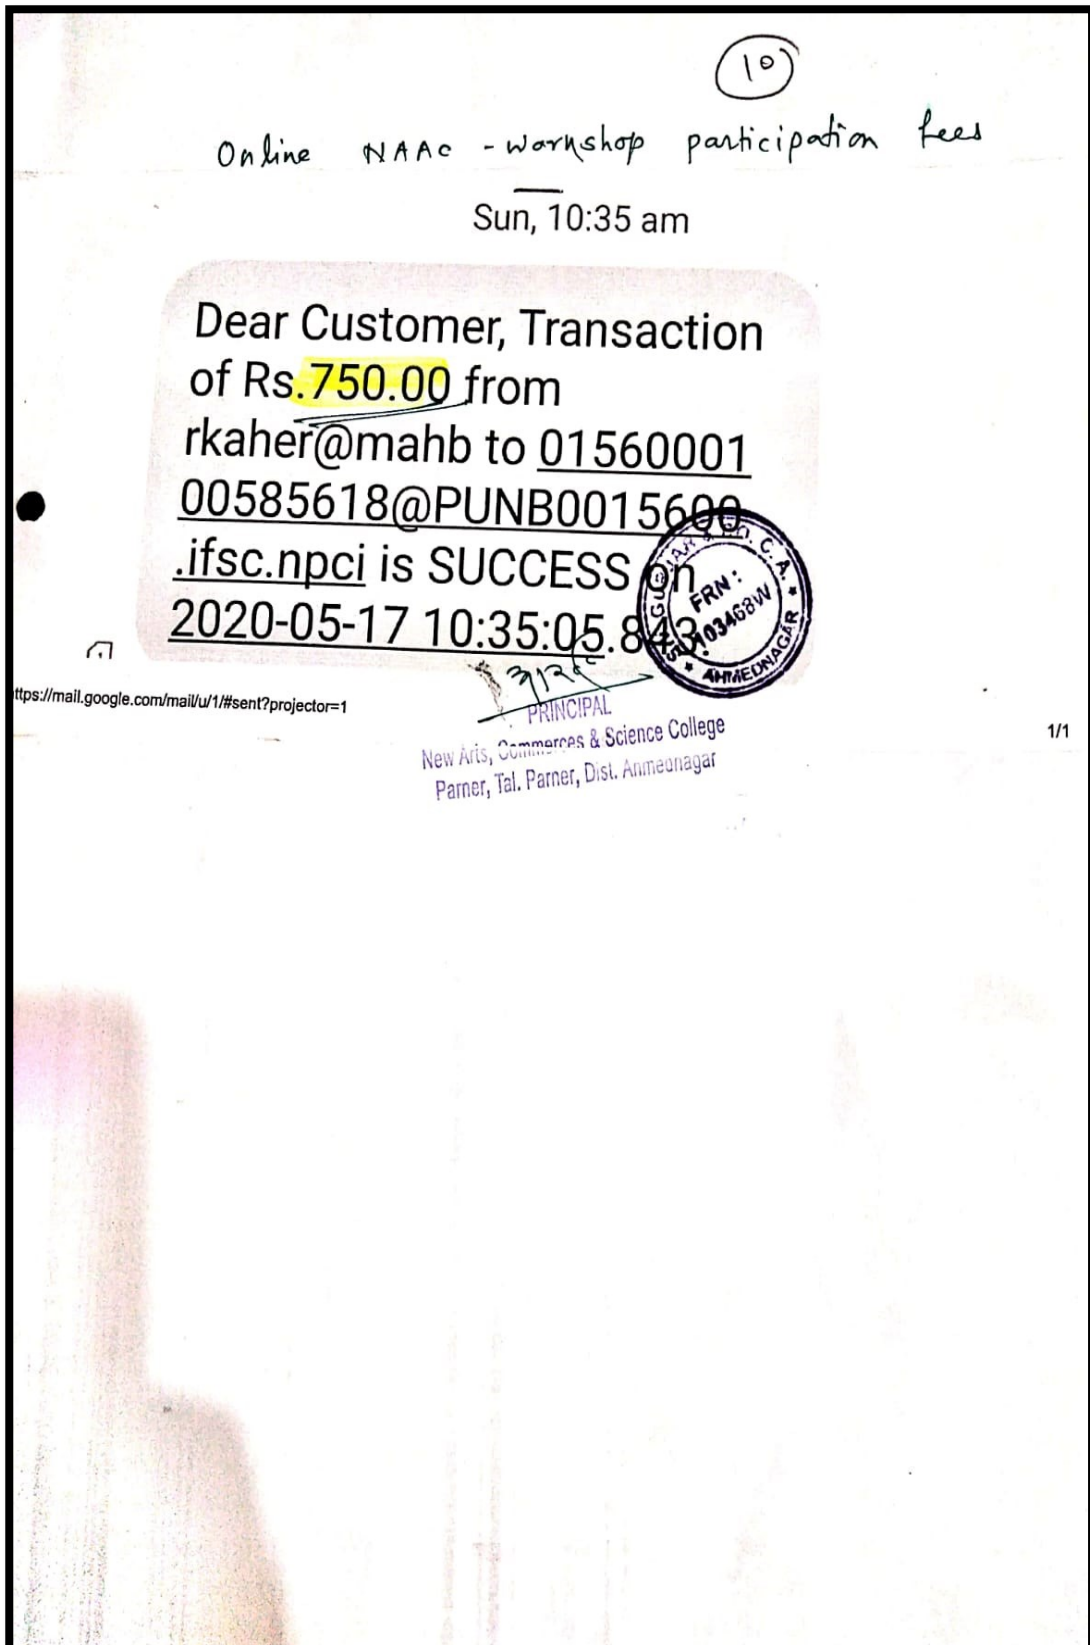 10
Online NAAC - workshop participation fees
Sun, 10:35 am
Dear Customer, Transaction
of Rs.750.00 from
rkaher@mahb to 01560001
00585618@PUNB0015600
.ifsc.npci is SUCCESS on
2020-05-17 10:35:05.843.
GUJAR & CO. C. A.
FRN :
103468W
AHMEDNAGAR
ttps://mail.google.com/mail/u/1/#sent?projector=1
1/1
PRINCIPAL
New Arts, Commerces & Science College
Parner, Tal. Parner, Dist. Ahmednagar